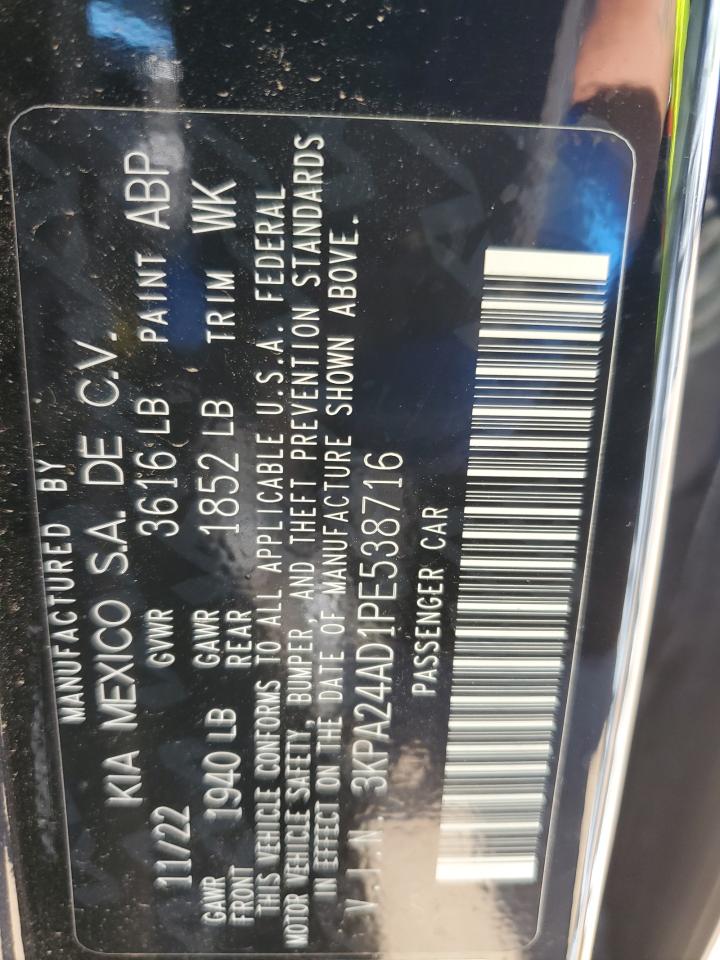 MANUFACTURED BY
KIA MEXICO S.A. DE C.V.
11/22 GVWR 3616 LB PAINT ABP
GAWR FRONT 1940 LB GAWR REAR 1852 LB TRIM WK
THIS VEHICLE CONFORMS TO ALL APPLICABLE U.S.A. FEDERAL
MOTOR VEHICLE SAFETY, BUMPER, AND THEFT PREVENTION STANDARDS
IN EFFECT ON THE DATE OF MANUFACTURE SHOWN ABOVE.
V.I.N. 3KPA24AD1PE538716
PASSENGER CAR